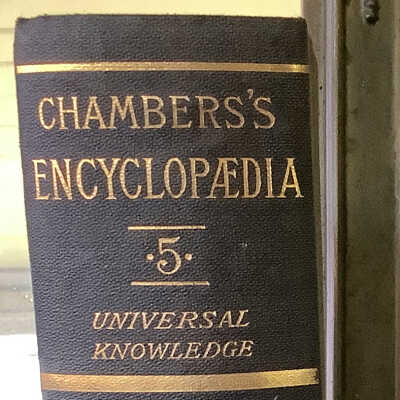 CHAMBERS'S
ENCYCLOPÆDIA
·5·
UNIVERSAL
KNOWLEDGE